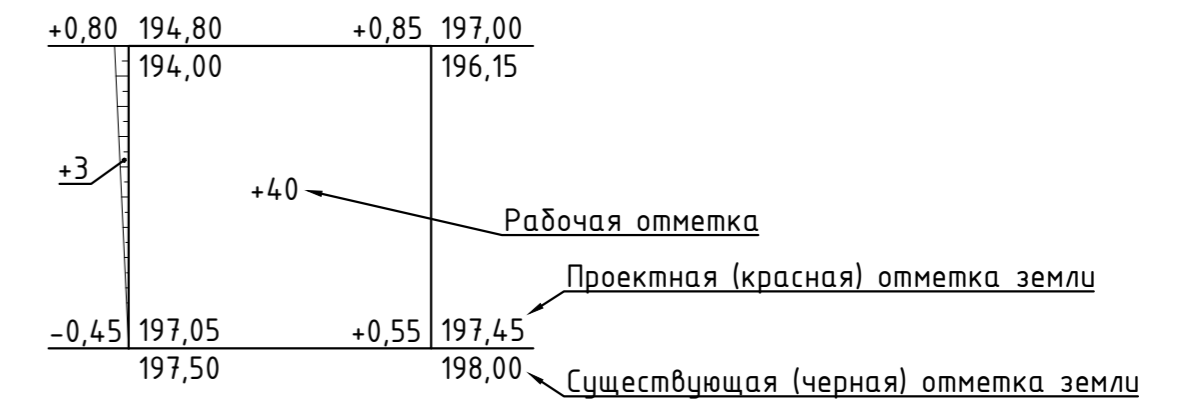 +0,80 194,80 +0,85 197,00
194,00 196,15
+3
+40
Рабочая отметка
Проектная (красная) отметка земли
-0,45 197,05 +0,55 197,45
197,50 198,00
Существующая (черная) отметка земли